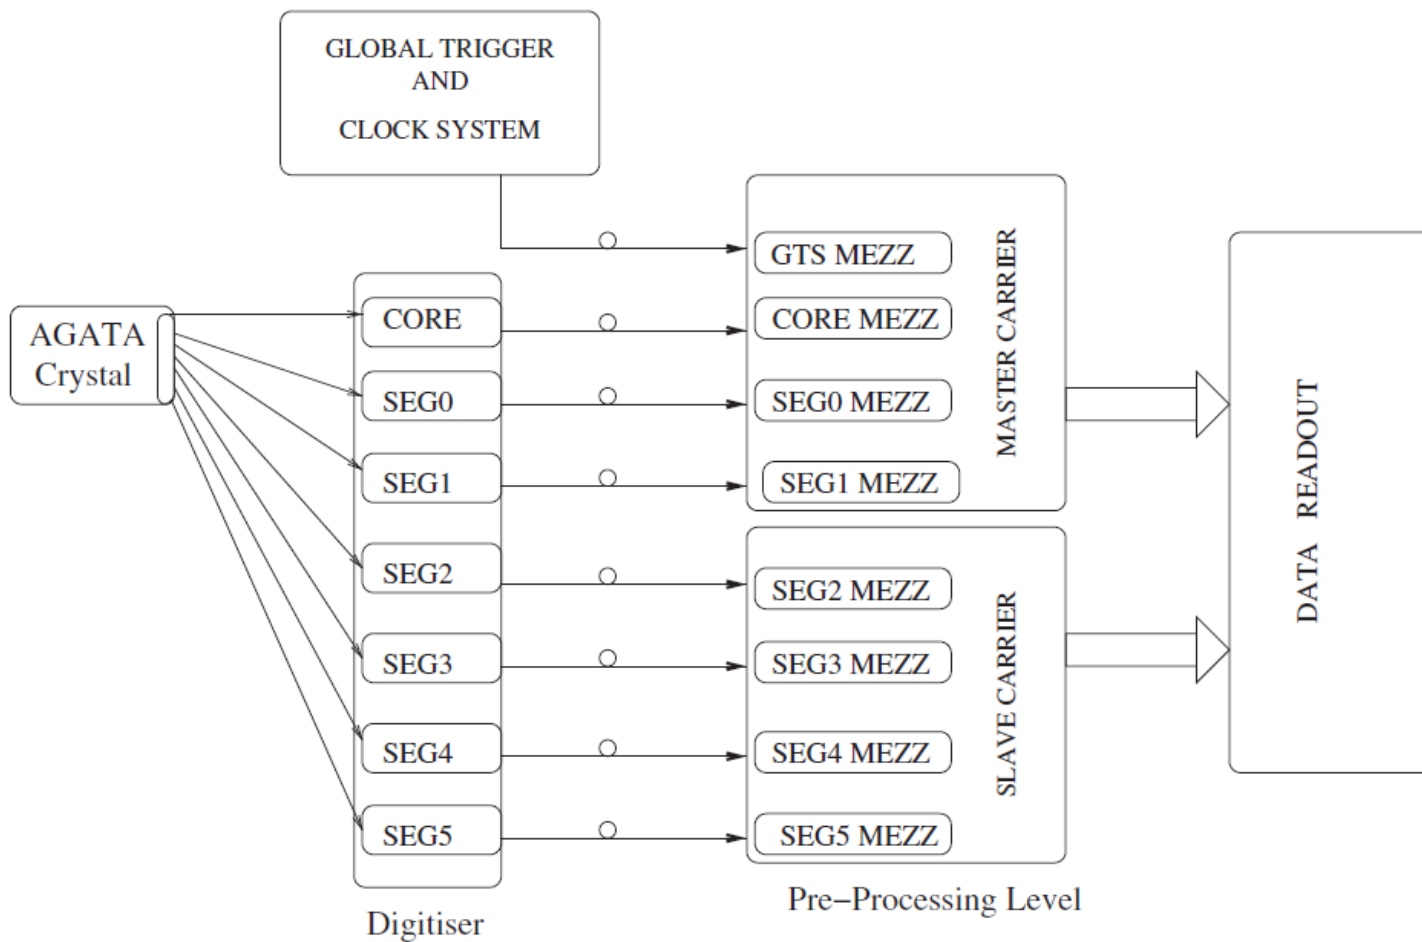 GLOBAL TRIGGER
AND
CLOCK SYSTEM
AGATA
Crystal
CORE
SEG0
SEG1
SEG2
SEG3
SEG4
SEG5
Digitiser
GTS MEZZ
CORE MEZZ
SEG0 MEZZ
SEG1 MEZZ
MASTER CARRIER
SEG2 MEZZ
SEG3 MEZZ
SEG4 MEZZ
SEG5 MEZZ
SLAVE CARRIER
Pre−Processing Level
DATA READOUT